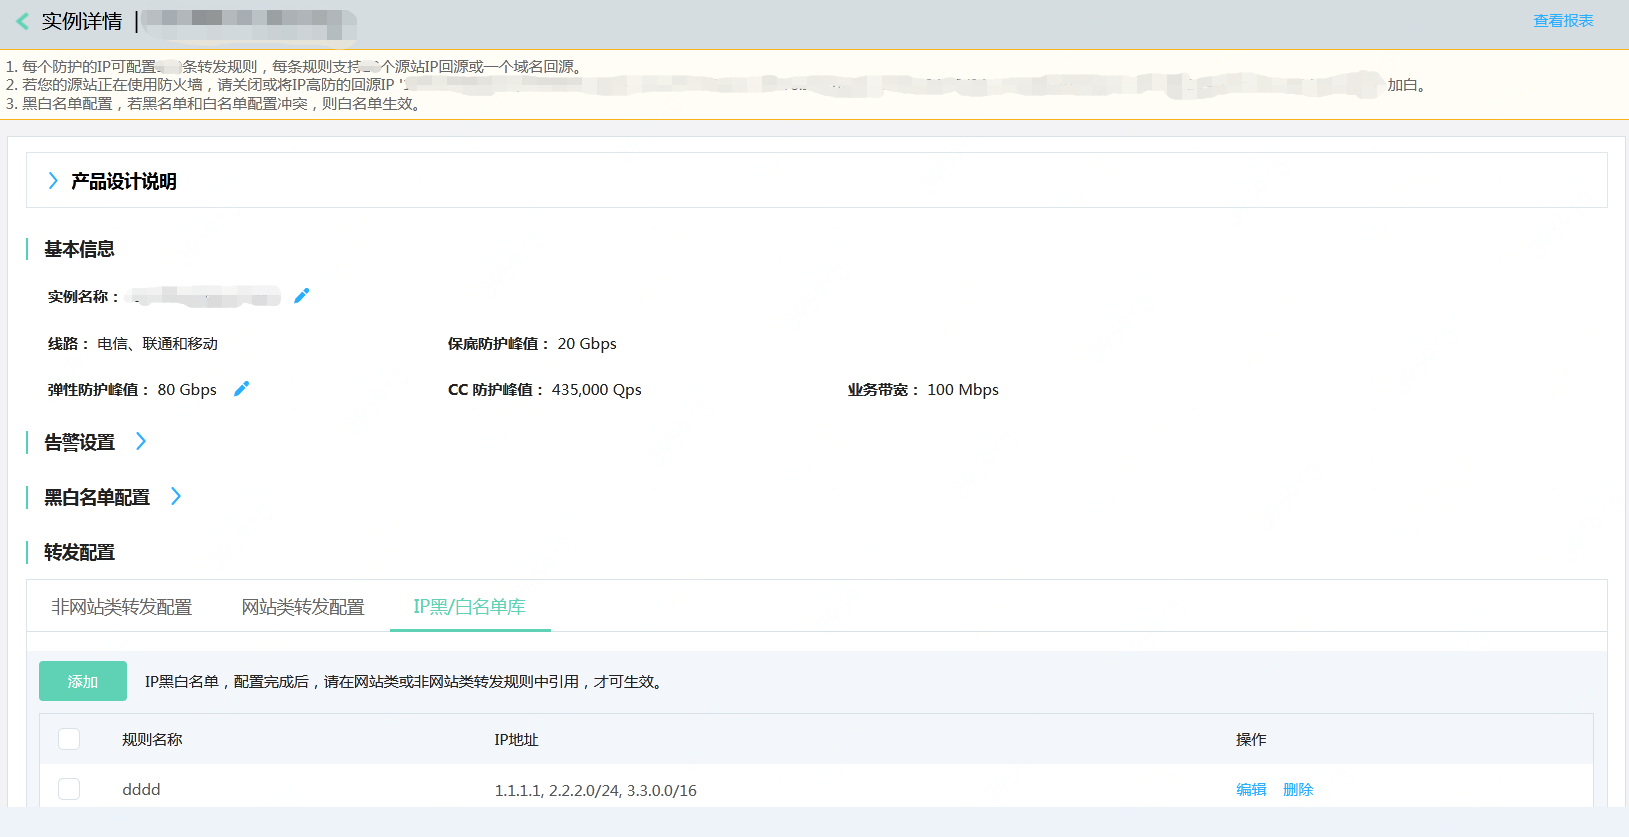 实例详情 |
查看报表
1. 每个防护的IP可配置 条转发规则，每条规则支持 个源站IP回源或一个域名回源。
2. 若您的源站正在使用防火墙，请关闭或将IP高防的回源IP ' 加白。
3. 黑白名单配置，若黑名单和白名单配置冲突，则白名单生效。
产品设计说明
基本信息
实例名称：
线路： 电信、联通和移动
保底防护峰值： 20 Gbps
弹性防护峰值： 80 Gbps
CC 防护峰值： 435,000 Qps
业务带宽： 100 Mbps
告警设置
黑白名单配置
转发配置
非网站类转发配置
网站类转发配置
IP黑/白名单库
添加
IP黑白名单，配置完成后，请在网站类或非网站类转发规则中引用，才可生效。
规则名称
IP地址
操作
dddd
1.1.1.1, 2.2.2.0/24, 3.3.0.0/16
编辑 删除